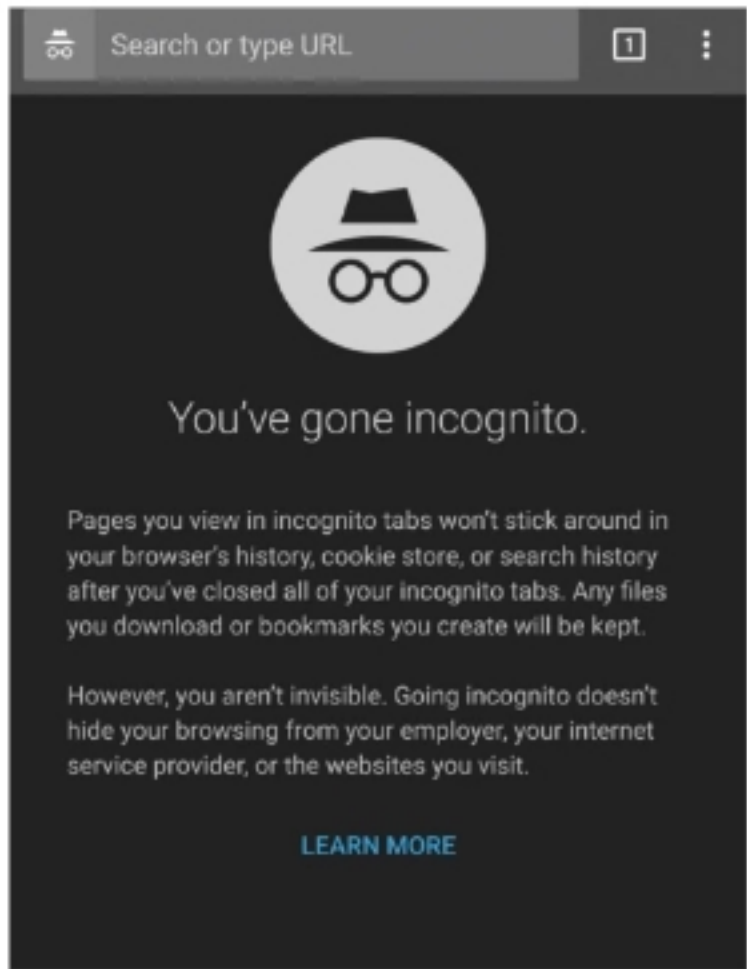 Search or type URL
1
You've gone incognito.
Pages you view in incognito tabs won't stick around in
your browser's history, cookie store, or search history
after you've closed all of your incognito tabs. Any files
you download or bookmarks you create will be kept.
However, you aren't invisible. Going incognito doesn't
hide your browsing from your employer, your internet
service provider, or the websites you visit.
LEARN MORE